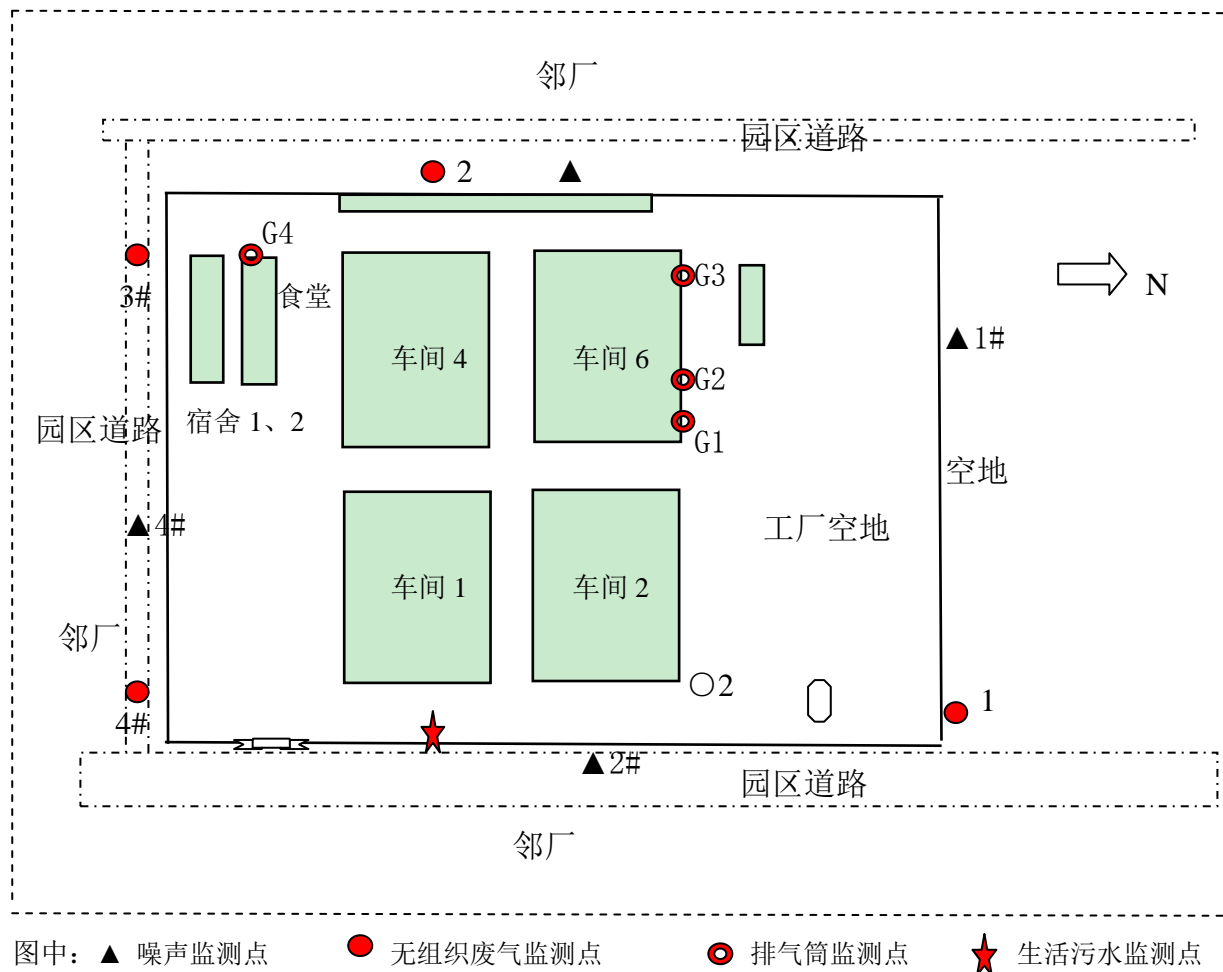 邻厂
园区道路
2 ▲
G4
3#
食堂
G3
N
车间 4
车间 6
▲1#
G2
宿舍 1、2
园区道路
G1
空地
▲4#
工厂空地
车间 1
车间 2
邻厂
○2
4#
1
▲2#
园区道路
邻厂
图中：▲ 噪声监测点 无组织废气监测点 排气筒监测点 生活污水监测点